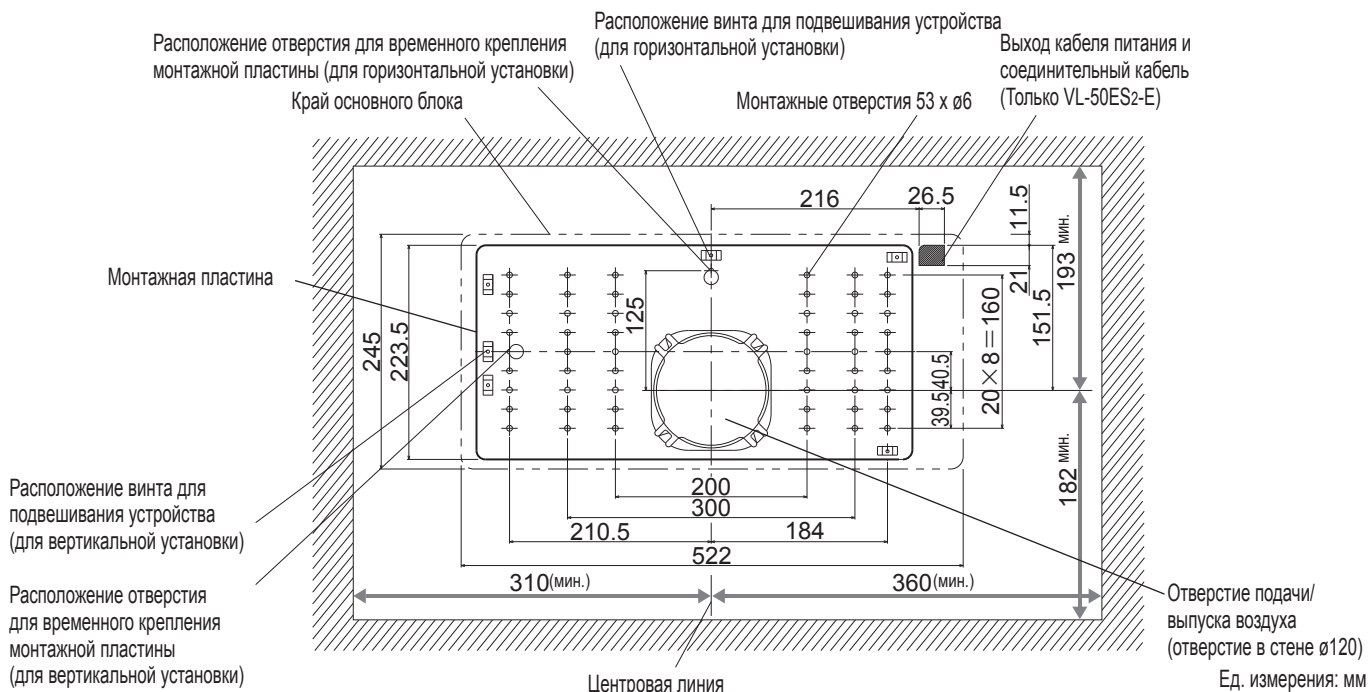 Расположение винта для подвешивания устройства
(для горизонтальной установки)
Расположение отверстия для временного крепления
монтажной пластины (для горизонтальной установки)
Выход кабеля питания и
соединительный кабель
(Только VL-50ES2-E)
Край основного блока
Монтажные отверстия 53 x ø6
216
26.5
11.5
193 мин.
Монтажная пластина
21
151.5
125
245
223.5
40.5
39.5
20×8=160
182 мин.
200
300
210.5
184
522
310(мин.)
360(мин.)
Расположение винта для
подвешивания устройства
(для вертикальной установки)
Расположение отверстия
для временного крепления
монтажной пластины
(для вертикальной установки)
Отверстие подачи/
выпуска воздуха
(отверстие в стене ø120)
Центровая линия
Ед. измерения: мм